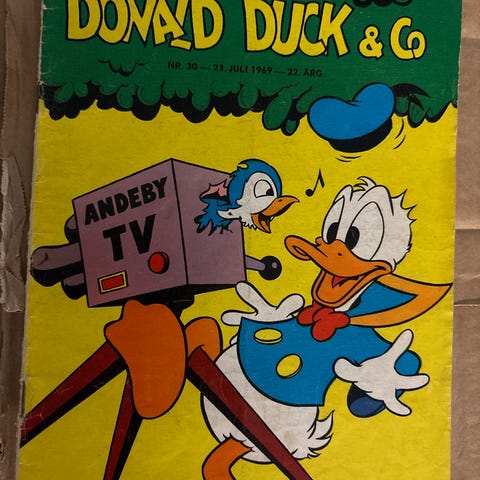 DONALD DUCK & Co
NR. 30 — 23. JULI 1969 — 22. ÅRG.
ANDEBY
TV